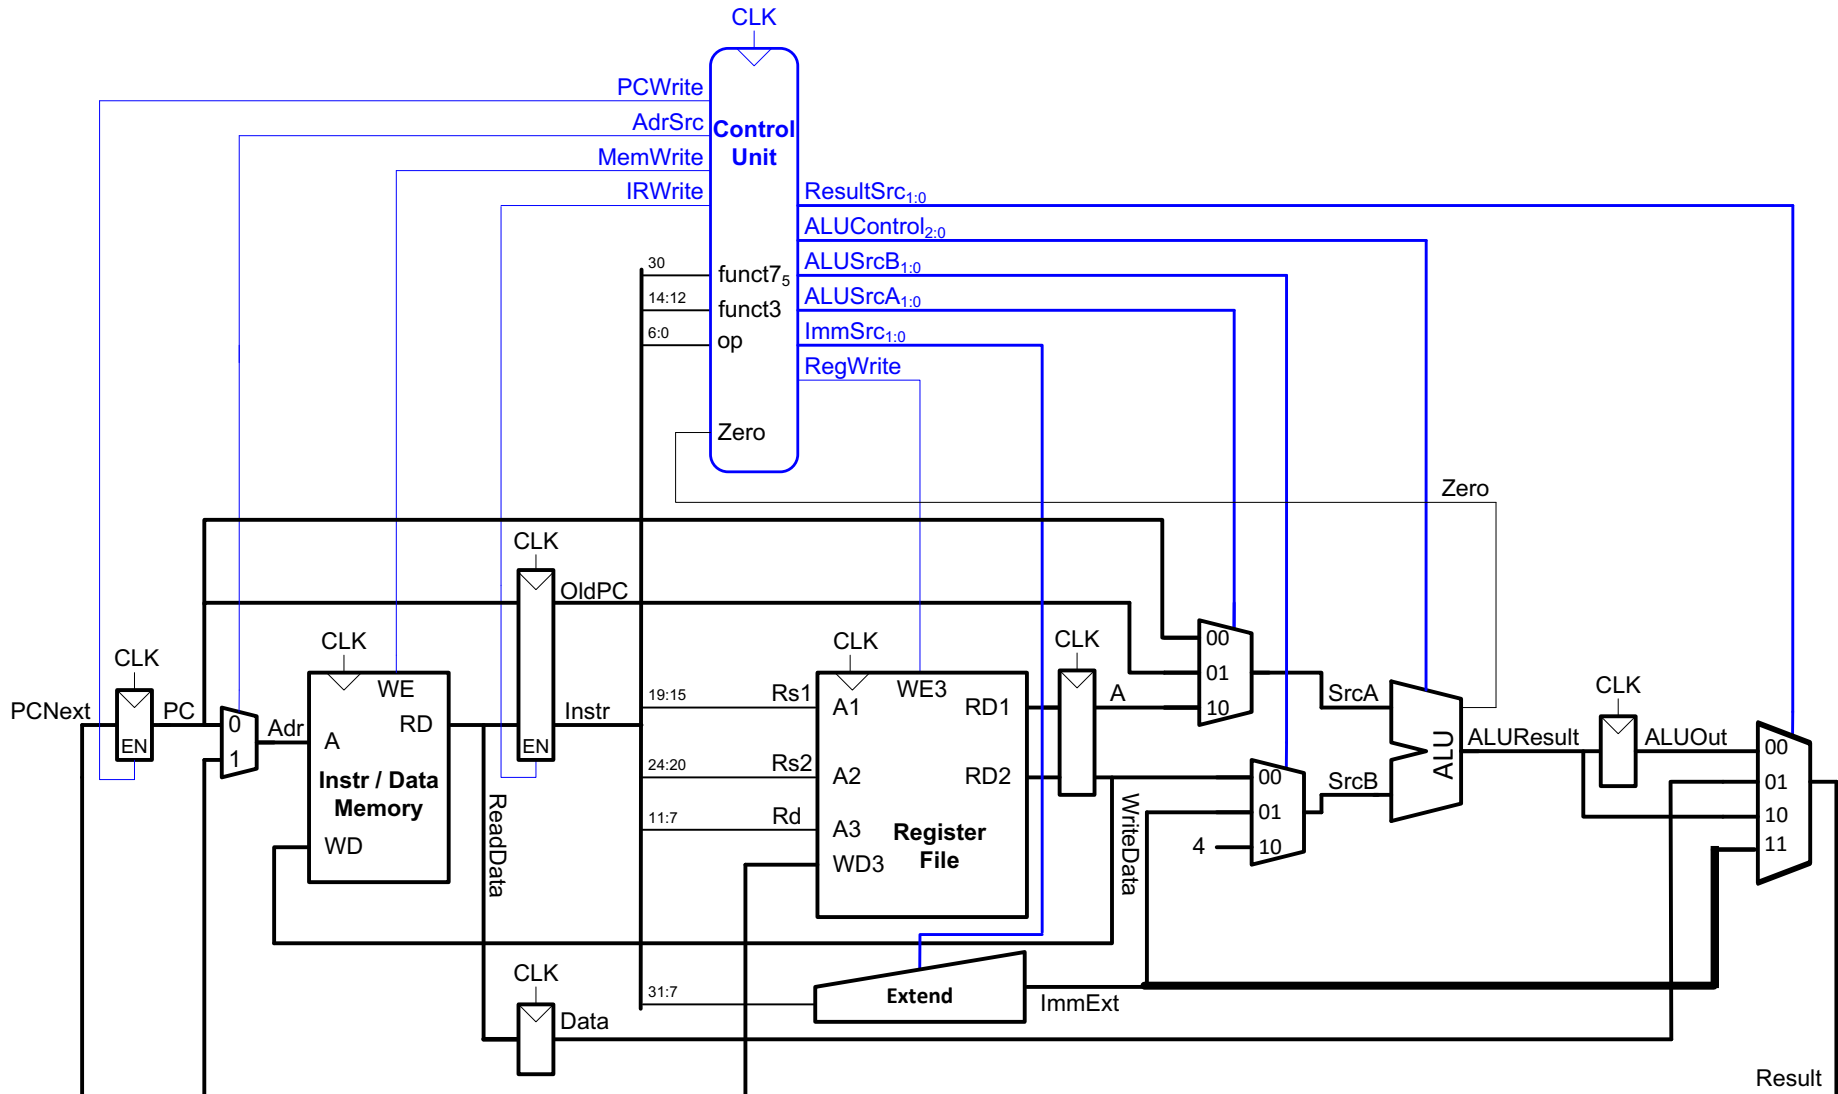 CLK
PCWrite
AdrSrc
MemWrite
IRWrite
Control
Unit
ResultSrc1:0
ALUControl2:0
ALUSrcB1:0
ALUSrcA1:0
ImmSrc1:0
RegWrite
30
funct75
14:12
funct3
6:0
op
Zero
Zero
CLK
OldPC
CLK
PCNext
EN
PC
0
1
Adr
CLK
WE
RD
A
Instr / Data
Memory
WD
EN
Instr
ReadData
19:15
Rs1
24:20
Rs2
11:7
Rd
31:7
CLK
WE3
A1
RD1
A2
RD2
A3
WD3
Register
File
CLK
A
WriteData
00
01
10
SrcA
00
01
4
10
SrcB
ALU
ALUResult
CLK
ALUOut
00
01
10
11
Extend
ImmExt
CLK
Data
Result